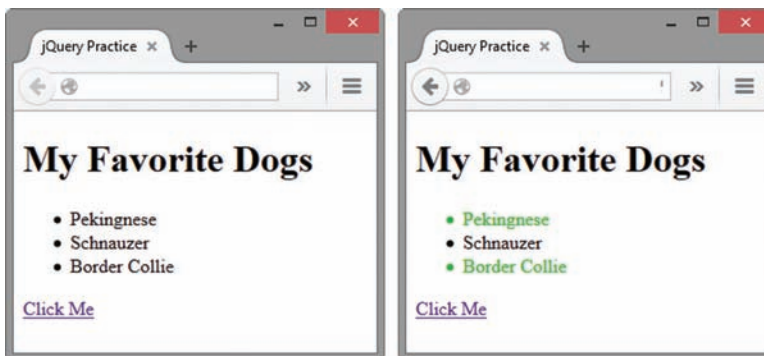 jQuery Practice
My Favorite Dogs
Pekingnese
Schnauzer
Border Collie
Click Me
jQuery Practice
My Favorite Dogs
Pekingnese
Schnauzer
Border Collie
Click Me